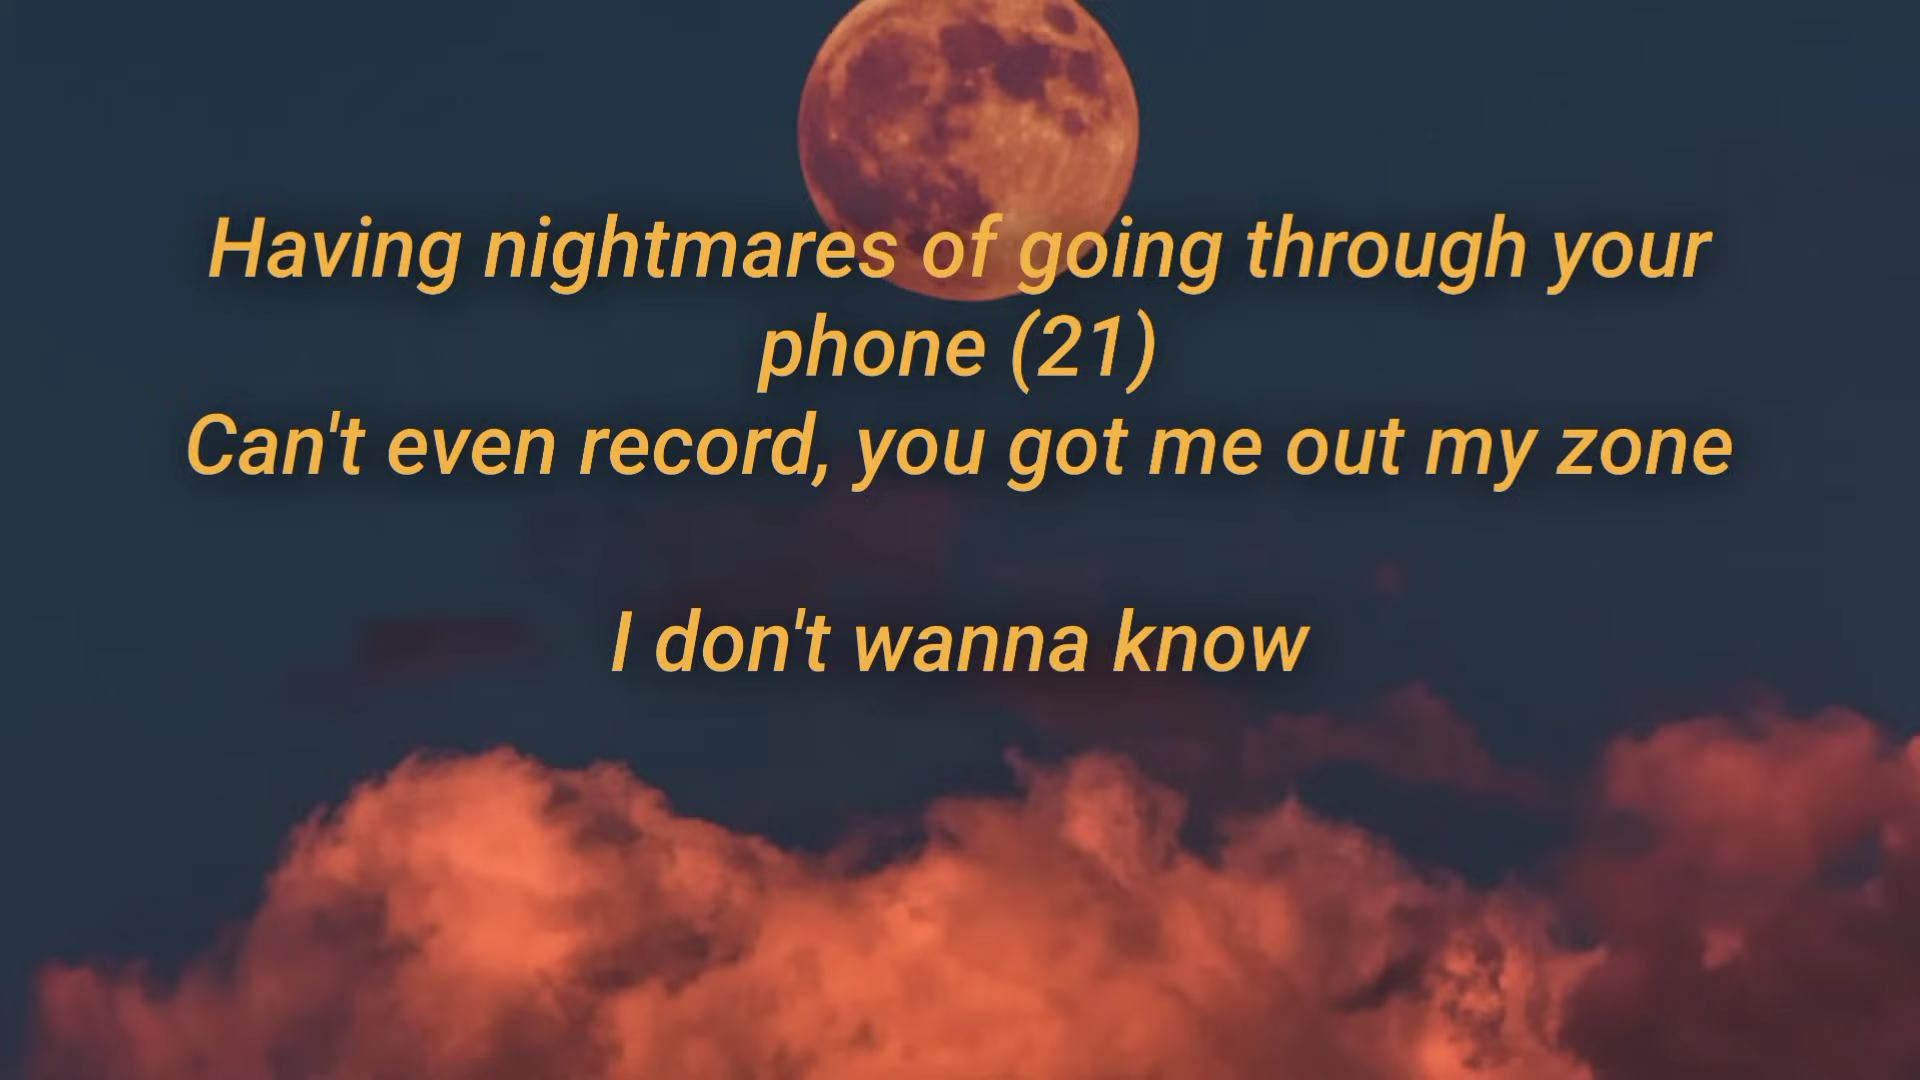 Having nightmares of going through your
phone (21)
Can't even record, you got me out my zone
I don't wanna know